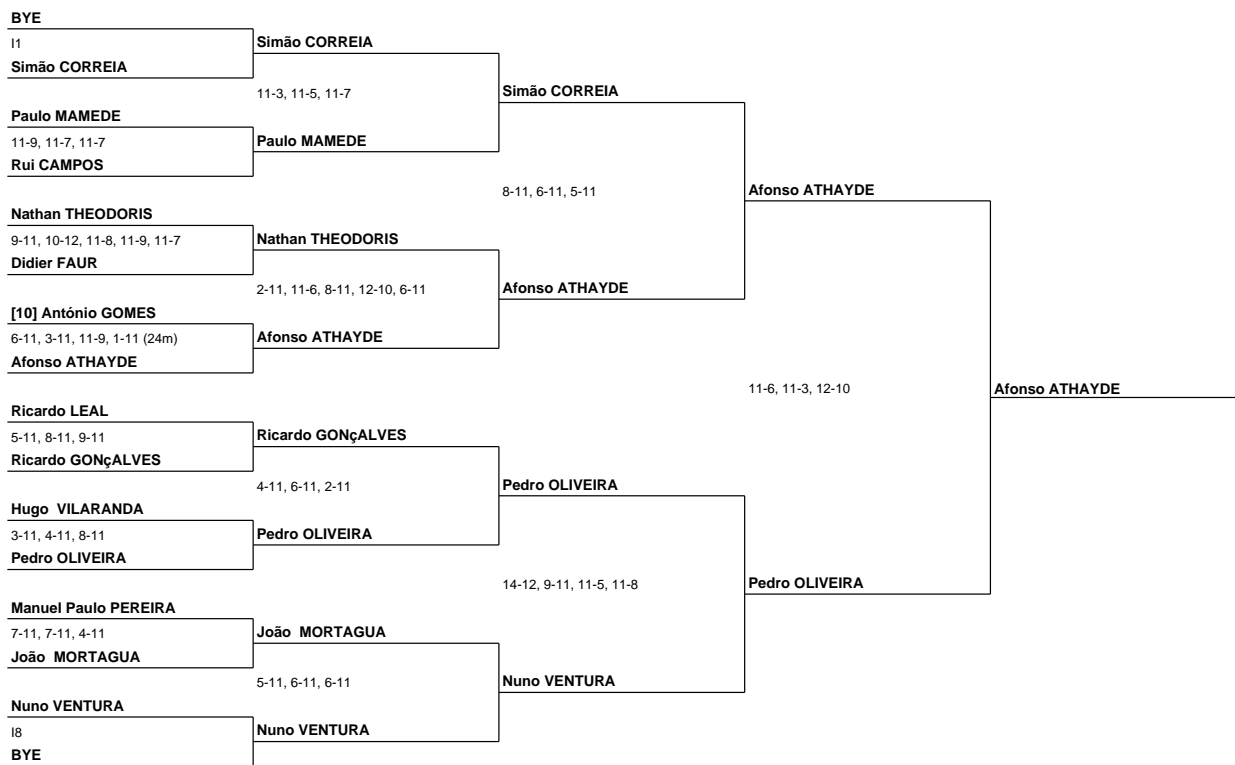 BYE
I1
Simão CORREIA
Paulo MAMEDE
11-9, 11-7, 11-7
Rui CAMPOS
Nathan THEODORIS
9-11, 10-12, 11-8, 11-9, 11-7
Didier FAUR
[10] António GOMES
6-11, 3-11, 11-9, 1-11 (24m)
Afonso ATHAYDE
Ricardo LEAL
5-11, 8-11, 9-11
Ricardo GONçALVES
Hugo  VILARANDA
3-11, 4-11, 8-11
Pedro OLIVEIRA
Manuel Paulo PEREIRA
7-11, 7-11, 4-11
João  MORTAGUA
Nuno VENTURA
I8
BYE
Simão CORREIA
11-3, 11-5, 11-7
Paulo MAMEDE
Nathan THEODORIS
2-11, 11-6, 8-11, 12-10, 6-11
Afonso ATHAYDE
Ricardo GONçALVES
4-11, 6-11, 2-11
Pedro OLIVEIRA
João  MORTAGUA
5-11, 6-11, 6-11
Nuno VENTURA
Simão CORREIA
8-11, 6-11, 5-11
Afonso ATHAYDE
Pedro OLIVEIRA
14-12, 9-11, 11-5, 11-8
Nuno VENTURA
Afonso ATHAYDE
11-6, 11-3, 12-10
Pedro OLIVEIRA
Afonso ATHAYDE